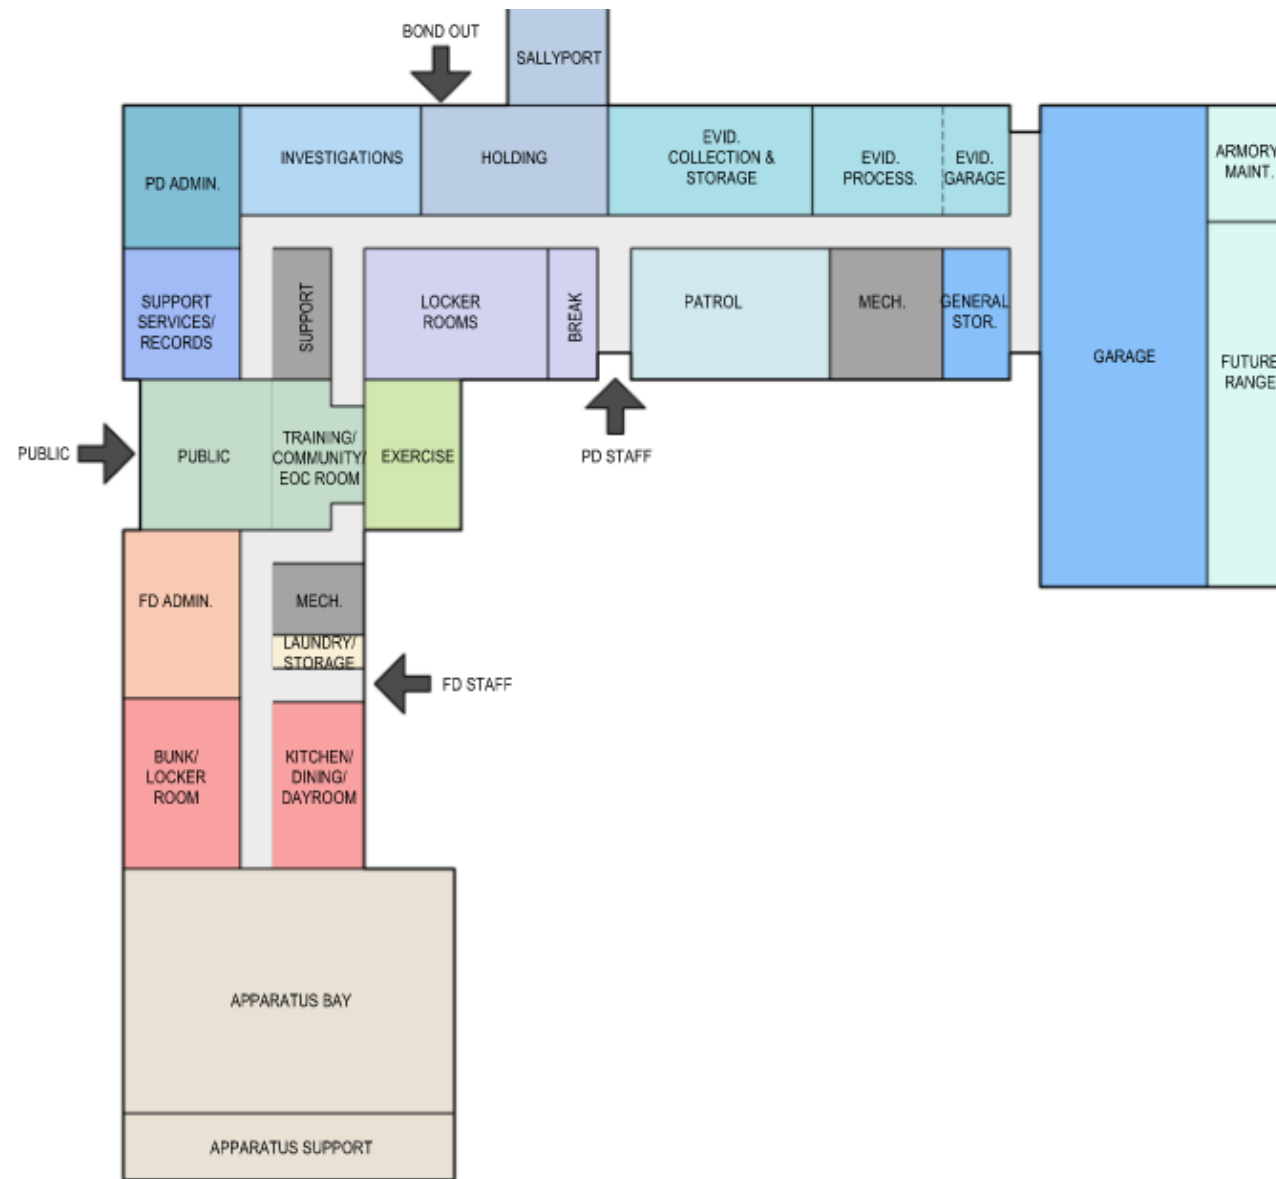 BOND OUT
SALLYPORT
PD ADMIN.
INVESTIGATIONS
HOLDING
EVID.
COLLECTION &
STORAGE
EVID.
PROCESS.
EVID.
GARAGE
ARMORY
MAINT.
SUPPORT
SERVICES/
RECORDS
SUPPORT
LOCKER
ROOMS
BREAK
PATROL
MECH.
GENERAL
STOR.
GARAGE
FUTURE
RANGE
PUBLIC
PUBLIC
TRAINING/
COMMUNITY/
EOC ROOM
EXERCISE
PD STAFF
FD ADMIN.
MECH.
LAUNDRY/
STORAGE
FD STAFF
BUNK/
LOCKER
ROOM
KITCHEN/
DINING/
DAYROOM
APPARATUS BAY
APPARATUS SUPPORT